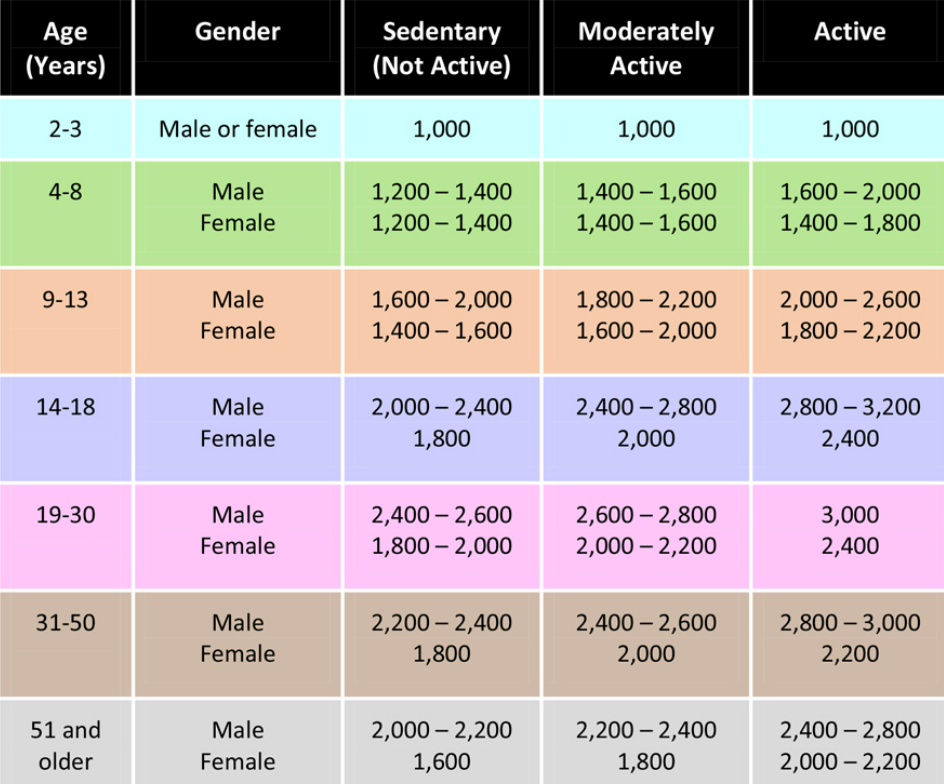 Age Gender Sedentary Moderately Active
(Years) (Not Active) Active
2-3 Male or female 1,000 1,000 1,000
4-8 Male 1,200 – 1,400 1,400 – 1,600 1,600 – 2,000
Female 1,200 – 1,400 1,400 – 1,600 1,400 – 1,800
9-13 Male 1,600 – 2,000 1,800 – 2,200 2,000 – 2,600
Female 1,400 – 1,600 1,600 – 2,000 1,800 – 2,200
14-18 Male 2,000 – 2,400 2,400 – 2,800 2,800 – 3,200
Female 1,800 2,000 2,400
19-30 Male 2,400 – 2,600 2,600 – 2,800 3,000
Female 1,800 – 2,000 2,000 – 2,200 2,400
31-50 Male 2,200 – 2,400 2,400 – 2,600 2,800 – 3,000
Female 1,800 2,000 2,200
51 and Male 2,000 – 2,200 2,200 – 2,400 2,400 – 2,800
older Female 1,600 1,800 2,000 – 2,200